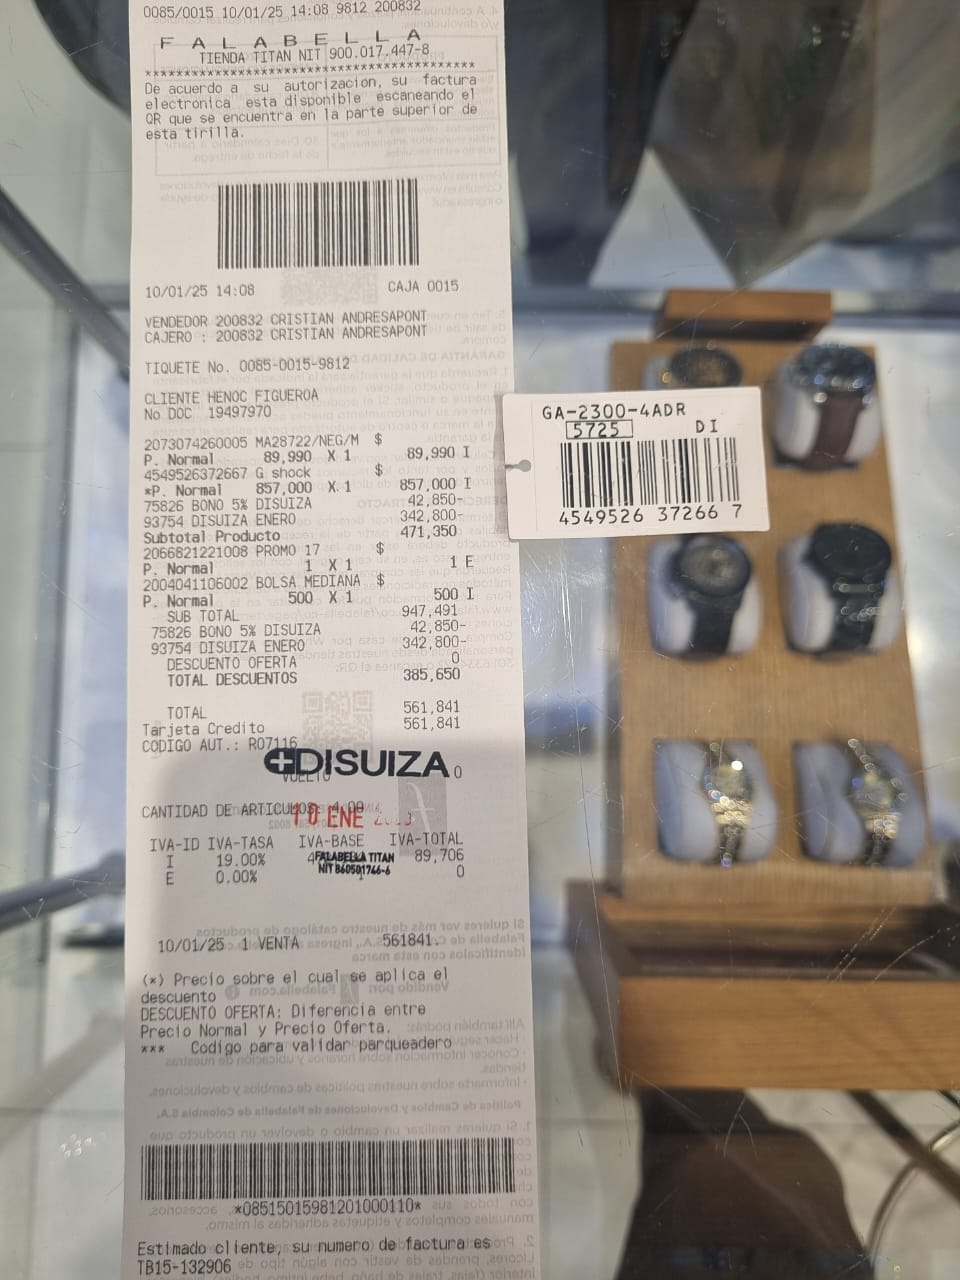 0085/0015 10/01/25 14:08 9812 200832
F A L A B E L L A
TIENDA TITAN NIT 900.017.447-8
******************************************
De acuerdo a su autorizacion, su factura
electronica esta disponible escaneando el
QR que se encuentra en la parte superior de
esta tirilla.
10/01/25 14:08 CAJA 0015
VENDEDOR 200832 CRISTIAN ANDRESAPONT
CAJERO : 200832 CRISTIAN ANDRESAPONT
TIQUETE No. 0085-0015-9812
CLIENTE HENOC FIGUEROA
No DOC 19497970
2073074260005 MA28722/NEG/M $
P. Normal 89,990 X 1 89,990 I
4549526372667 G shock $
*P. Normal 857,000 X 1 857,000 I
75826 BONO 5% DISUIZA 42,850-
93754 DISUIZA ENERO 342,800-
Subtotal Producto 471,350
2066821221008 PROMO 17 $
P. Normal 1 X 1 1 E
2004041106002 BOLSA MEDIANA $
P. Normal 500 X 1 500 I
SUB TOTAL 947,491
75826 BONO 5% DISUIZA 42,850-
93754 DISUIZA ENERO 342,800-
DESCUENTO OFERTA 0
TOTAL DESCUENTOS 385,650
TOTAL 561,841
Tarjeta Credito 561,841
CODIGO AUT.: R07116
DISUIZA
VUELTO 0
CANTIDAD DE ARTICULOS: 4.00
10 ENE
IVA-ID IVA-TASA IVA-BASE IVA-TOTAL
I 19.00% 89,706
E 0.00% 0
FALABELLA TITAN
NIT 860501746-6
10/01/25 1 VENTA 561841.
(*) Precio sobre el cual se aplica el
descuento
DESCUENTO OFERTA: Diferencia entre
Precio Normal y Precio Oferta.
*** Codigo para validar parqueadero
*08515015981201000110*
Estimado cliente, su numero de factura es
TB15-132906
GA-2300-4ADR
5725 DI
4549526 37266 7